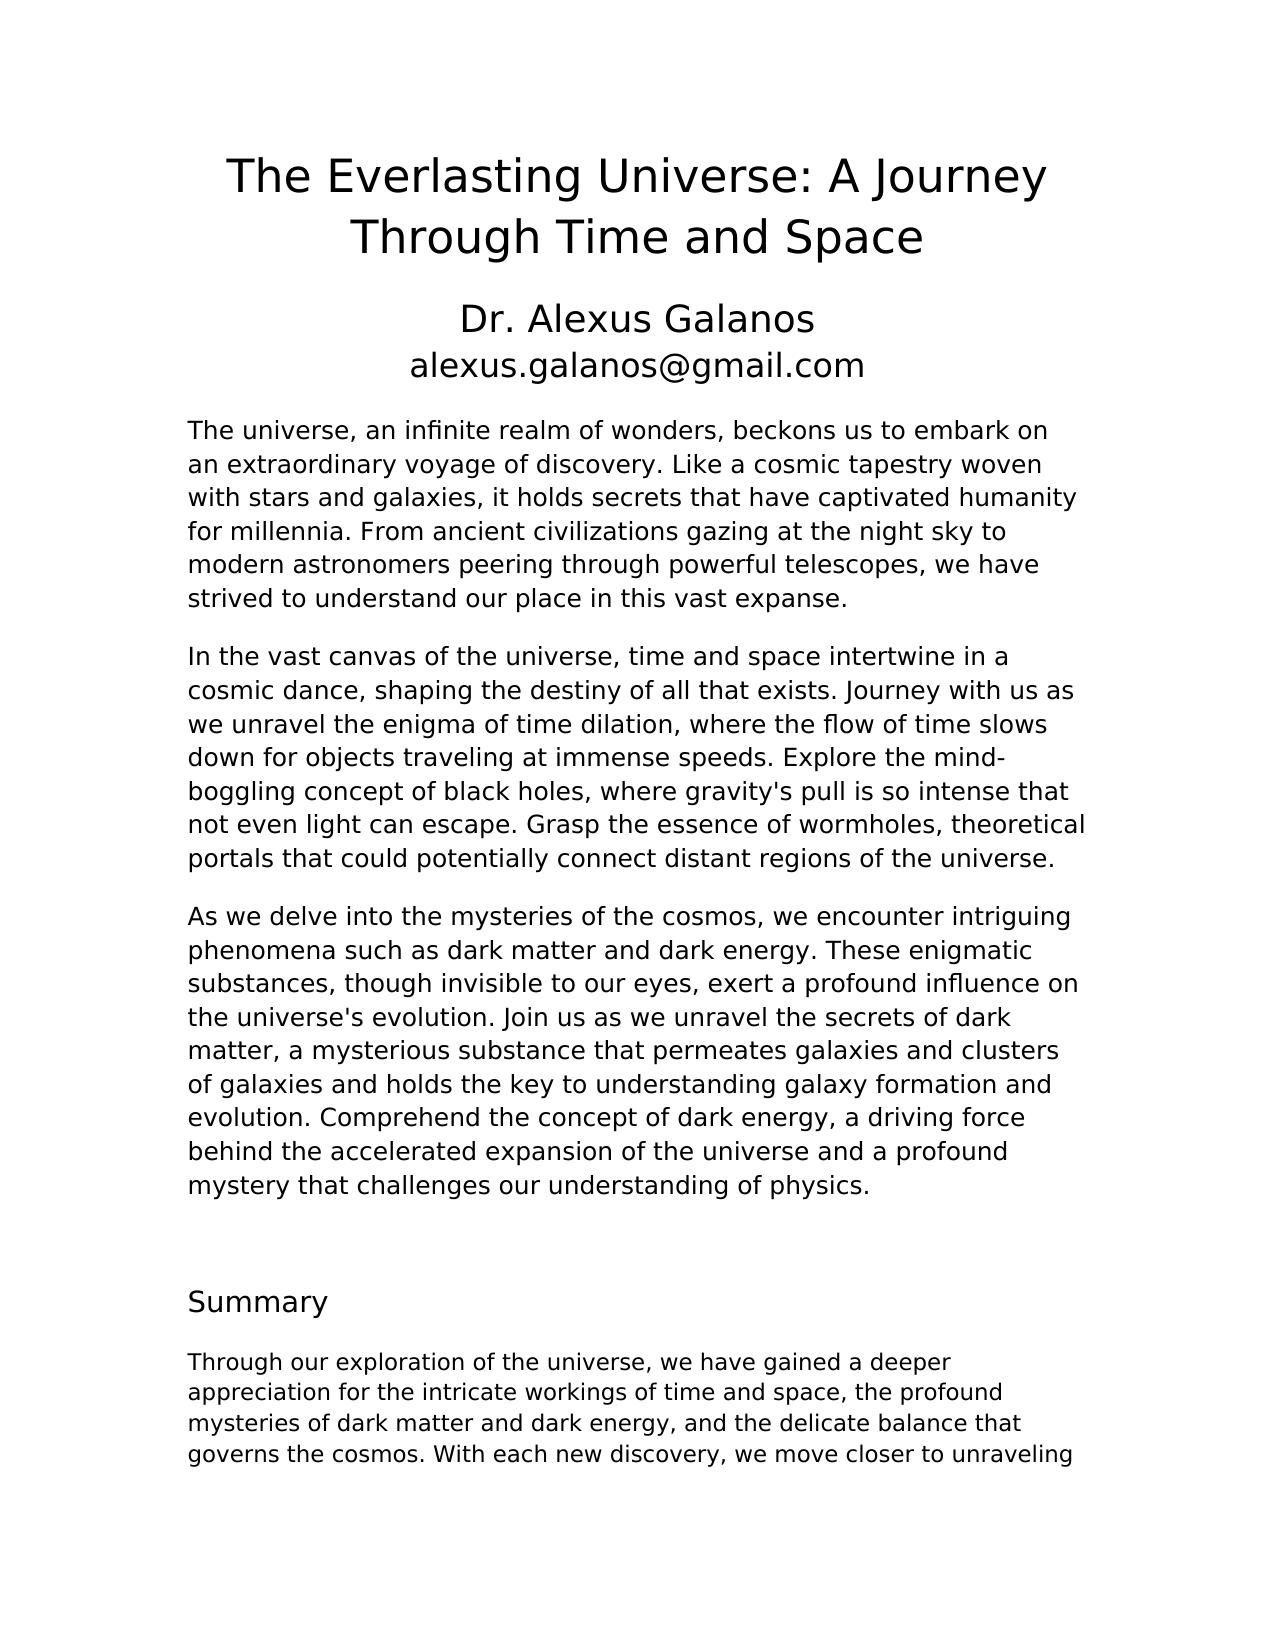 The Everlasting Universe: A Journey
Through Time and Space
Dr. Alexus Galanos
alexus.galanos@gmail.com
The universe, an infinite realm of wonders, beckons us to embark on
an extraordinary voyage of discovery. Like a cosmic tapestry woven
with stars and galaxies, it holds secrets that have captivated humanity
for millennia. From ancient civilizations gazing at the night sky to
modern astronomers peering through powerful telescopes, we have
strived to understand our place in this vast expanse.
In the vast canvas of the universe, time and space intertwine in a
cosmic dance, shaping the destiny of all that exists. Journey with us as
we unravel the enigma of time dilation, where the flow of time slows
down for objects traveling at immense speeds. Explore the mind-
boggling concept of black holes, where gravity's pull is so intense that
not even light can escape. Grasp the essence of wormholes, theoretical
portals that could potentially connect distant regions of the universe.
As we delve into the mysteries of the cosmos, we encounter intriguing
phenomena such as dark matter and dark energy. These enigmatic
substances, though invisible to our eyes, exert a profound influence on
the universe's evolution. Join us as we unravel the secrets of dark
matter, a mysterious substance that permeates galaxies and clusters
of galaxies and holds the key to understanding galaxy formation and
evolution. Comprehend the concept of dark energy, a driving force
behind the accelerated expansion of the universe and a profound
mystery that challenges our understanding of physics.
Summary
Through our exploration of the universe, we have gained a deeper
appreciation for the intricate workings of time and space, the profound
mysteries of dark matter and dark energy, and the delicate balance that
governs the cosmos. With each new discovery, we move closer to unraveling